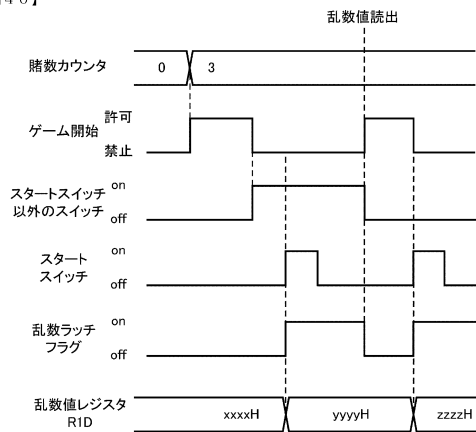 乱数値読出
賭数カウンタ
0
3
ゲーム開始
許可
禁止
スタートスイッチ
以外のスイッチ
on
off
スタート
スイッチ
on
off
乱数ラッチ
フラグ
on
off
乱数値レジスタ
R1D
xxxxH
yyyyH
zzzzH